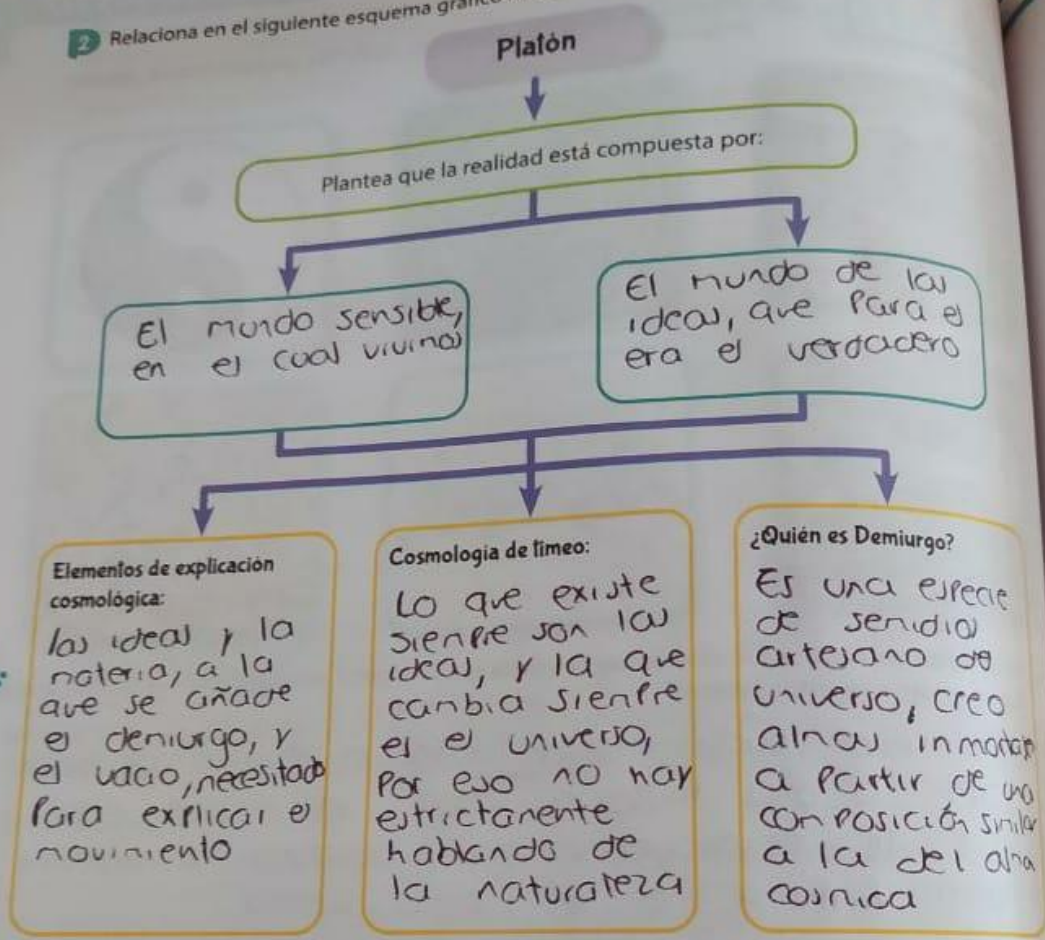 2 Relaciona en el siguiente esquema
Platón
Plantea que la realidad está compuesta por:
El mundo sensible,
en el cual vivimos
El mundo de las
ideas, que para el
era el verdadero
Elementos de explicación
cosmológica:
las ideas y la
materia, a la
que se añade
el demiurgo, y
el vacio, necesitado
para explicar el
movimiento
Cosmología de timeo:
Lo que existe
siempre son las
ideas, y la que
cambia siempre
es el universo,
Por eso no hay
estrictamente
hablando de
la naturaleza
¿Quién es Demiurgo?
Es una especie
de semidios
artesano de
universo, creo
almas inmortales
a partir de una
composición similar
a la del alma
cosmica